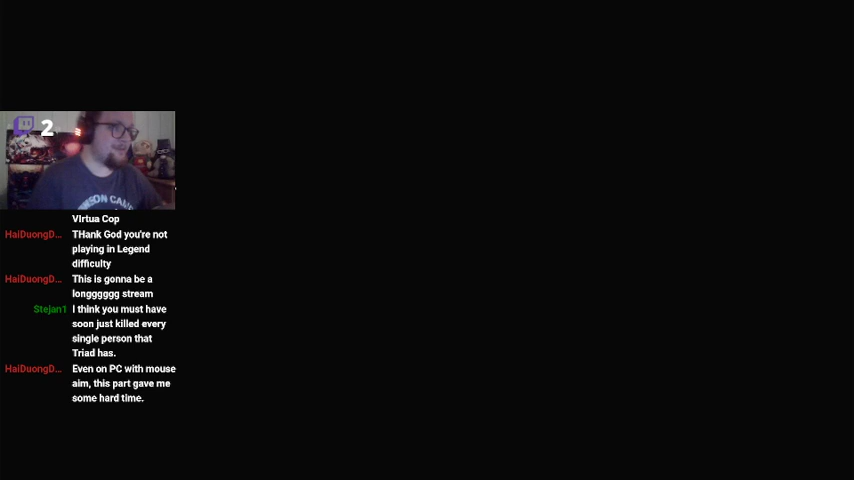 2
VIrtua Cop
HaiDuongD... THank God you're not
playing in Legend
difficulty
HaiDuongD... This is gonna be a
longggggg stream
Stejan1 I think you must have
soon just killed every
single person that
Triad has.
HaiDuongD... Even on PC with mouse
aim, this part gave me
some hard time.